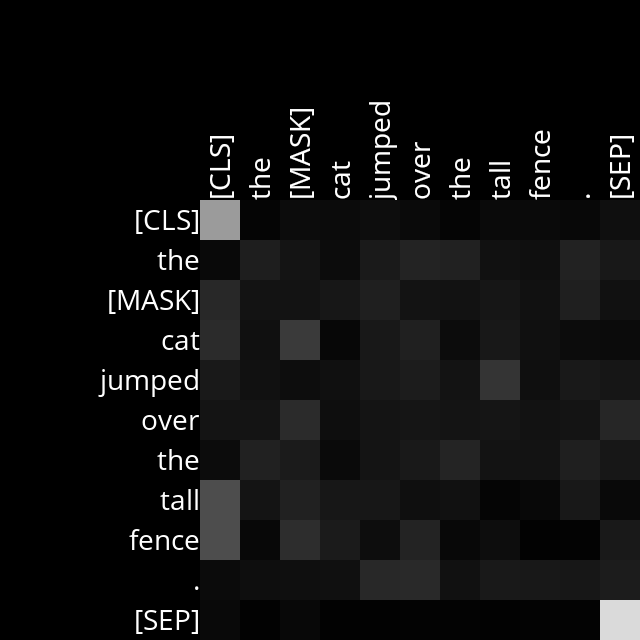 [CLS] the [MASK] cat jumped over the tall fence . [SEP]
[CLS]
the
[MASK]
cat
jumped
over
the
tall
fence
.
[SEP]